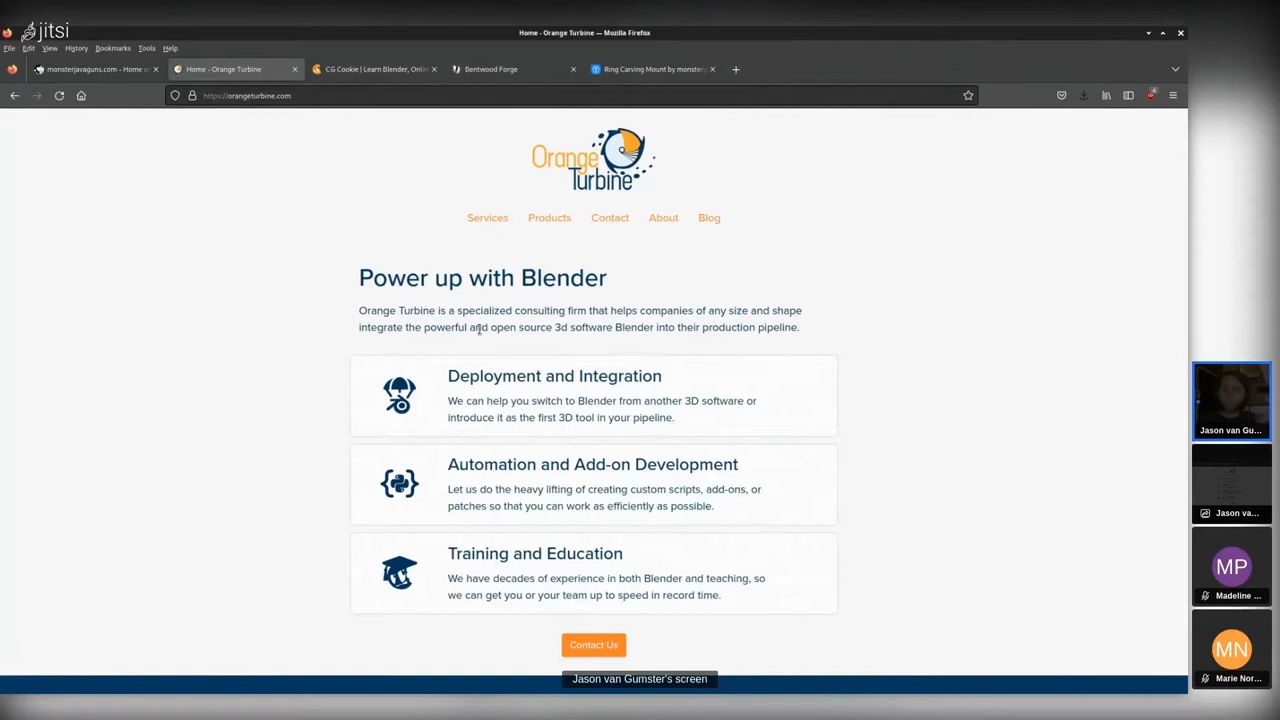 jitsi
Home - Orange Turbine — Mozilla Firefox
File Edit View History Bookmarks Tools Help
monsterjavaguns.com - Home o
Home - Orange Turbine
CG Cookie | Learn Blender, Onlin
Bentwood Forge
Ring Carving Mount by monster
https://orangeturbine.com
4
Orange
Turbine
Services Products Contact About Blog
Power up with Blender
Orange Turbine is a specialized consulting firm that helps companies of any size and shape
integrate the powerful and open source 3d software Blender into their production pipeline.
Deployment and Integration
We can help you switch to Blender from another 3D software or
introduce it as the first 3D tool in your pipeline.
Automation and Add-on Development
Let us do the heavy lifting of creating custom scripts, add-ons, or
patches so that you can work as efficiently as possible.
Training and Education
We have decades of experience in both Blender and teaching, so
we can get you or your team up to speed in record time.
Contact Us
Jason van Gumster's screen
Jason van Gu...
Jason va...
MP
Madeline ...
MN
Marie Nor...